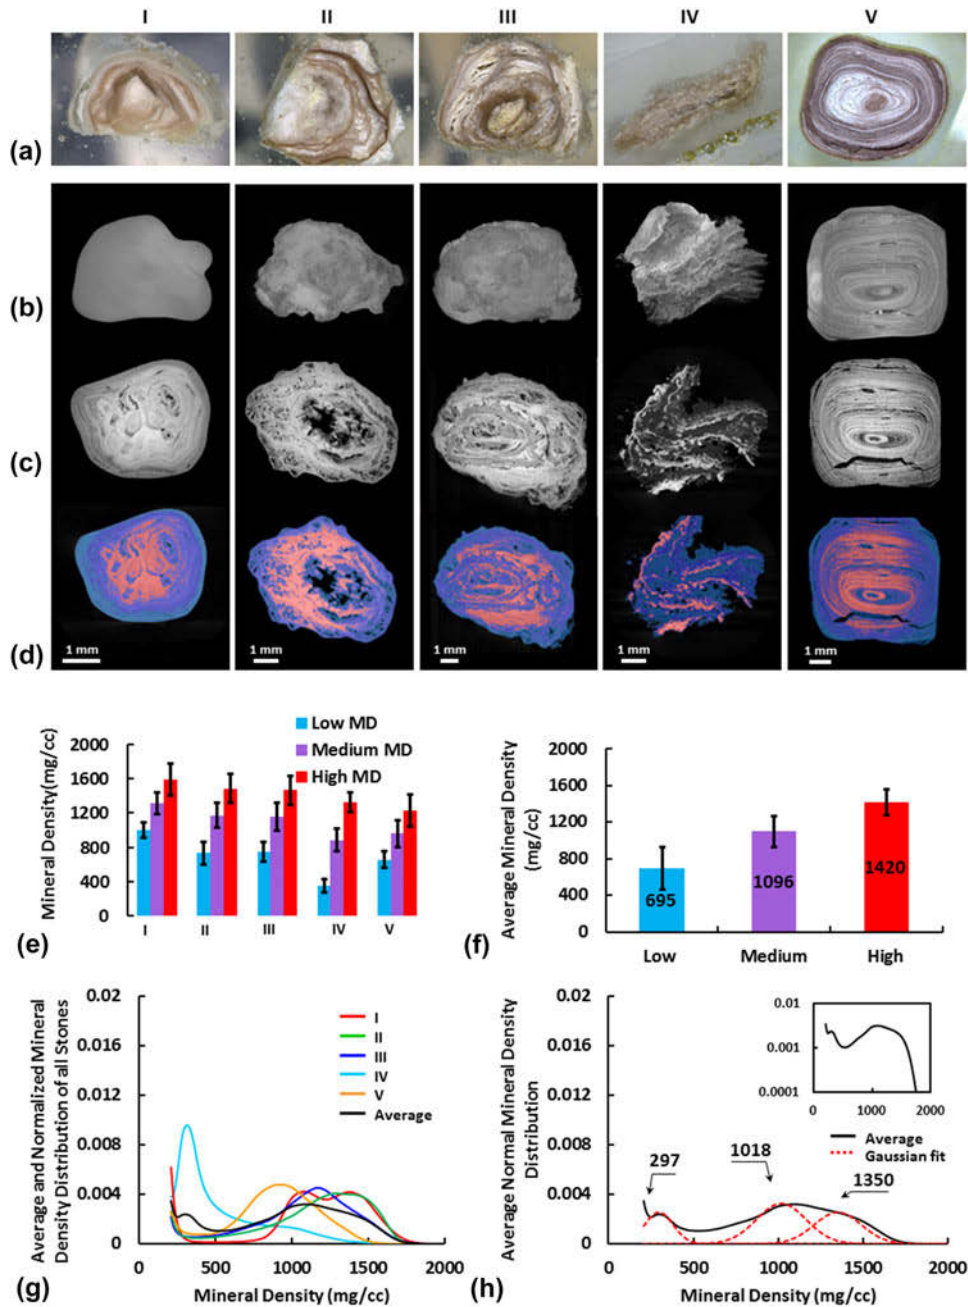 I II III IV V
(a)
(b)
(c)
(d)
1 mm 1 mm 1 mm 1 mm 1 mm
Mineral Density(mg/cc)
2000
1600
1200
800
400
0
Low MD
Medium MD
High MD
I II III IV V
(e)
Average Mineral Density
(mg/cc)
2000
1600
1200
800
400
0
695
1096
1420
Low Medium High
(f)
Average and Normalized Mineral
Density Distribution of all Stones
0.02
0.016
0.012
0.008
0.004
0
I
II
III
IV
V
Average
0 500 1000 1500 2000
Mineral Density (mg/cc)
(g)
Average Normal Mineral Density
Distribution
0.02
0.016
0.012
0.008
0.004
0
0.01
0.001
0.0001
0 1000 2000
Average
Gaussian fit
297
1018
1350
0 500 1000 1500 2000
Mineral Density (mg/cc)
(h)